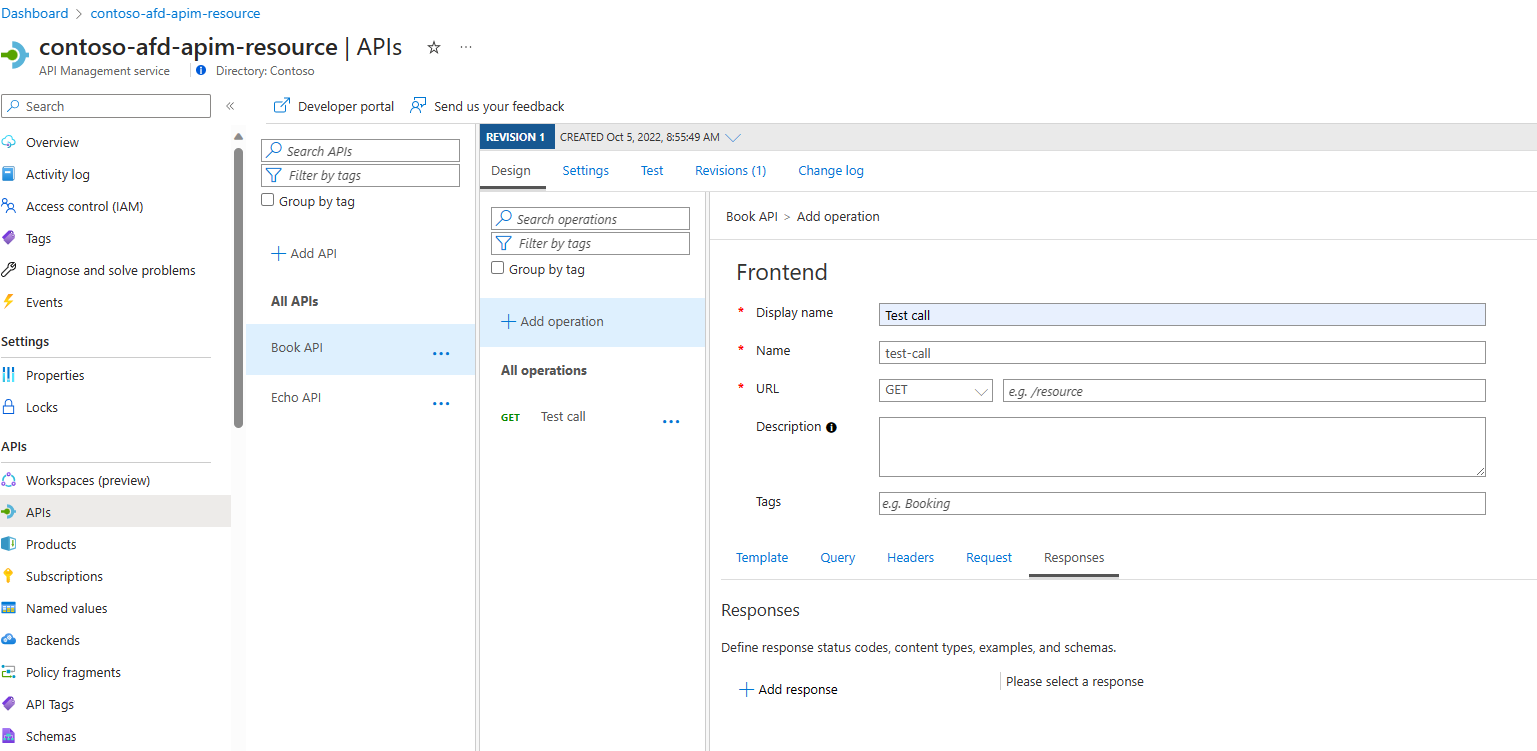 Dashboard > contoso-afd-apim-resource
contoso-afd-apim-resource | APIs
API Management service
Directory: Contoso
Search
Overview
Activity log
Access control (IAM)
Tags
Diagnose and solve problems
Events
Settings
Properties
Locks
APIs
Workspaces (preview)
APIs
Products
Subscriptions
Named values
Backends
Policy fragments
API Tags
Schemas
Developer portal
Send us your feedback
Search APIs
Filter by tags
Group by tag
Add API
All APIs
Book API
Echo API
REVISION 1 CREATED Oct 5, 2022, 8:55:49 AM
Design Settings Test Revisions (1) Change log
Search operations
Filter by tags
Group by tag
Add operation
All operations
GET Test call
Book API > Add operation
Frontend
* Display name Test call
* Name test-call
* URL GET e.g. /resource
Description
Tags e.g. Booking
Template Query Headers Request Responses
Responses
Define response status codes, content types, examples, and schemas.
Add response
Please select a response